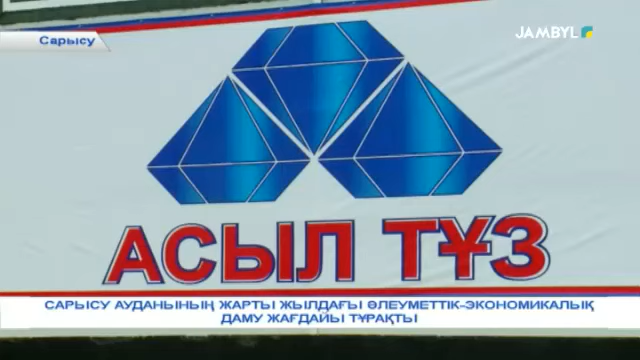 Сарысу
JAMBYL
АСЫЛ ТҰЗ
САРЫСУ АУДАНЫНЫҢ ЖАРТЫ ЖЫЛДАҒЫ ӘЛЕУМЕТТІК-ЭКОНОМИКАЛЫҚ
ДАМУ ЖАҒДАЙЫ ТҰРАҚТЫ